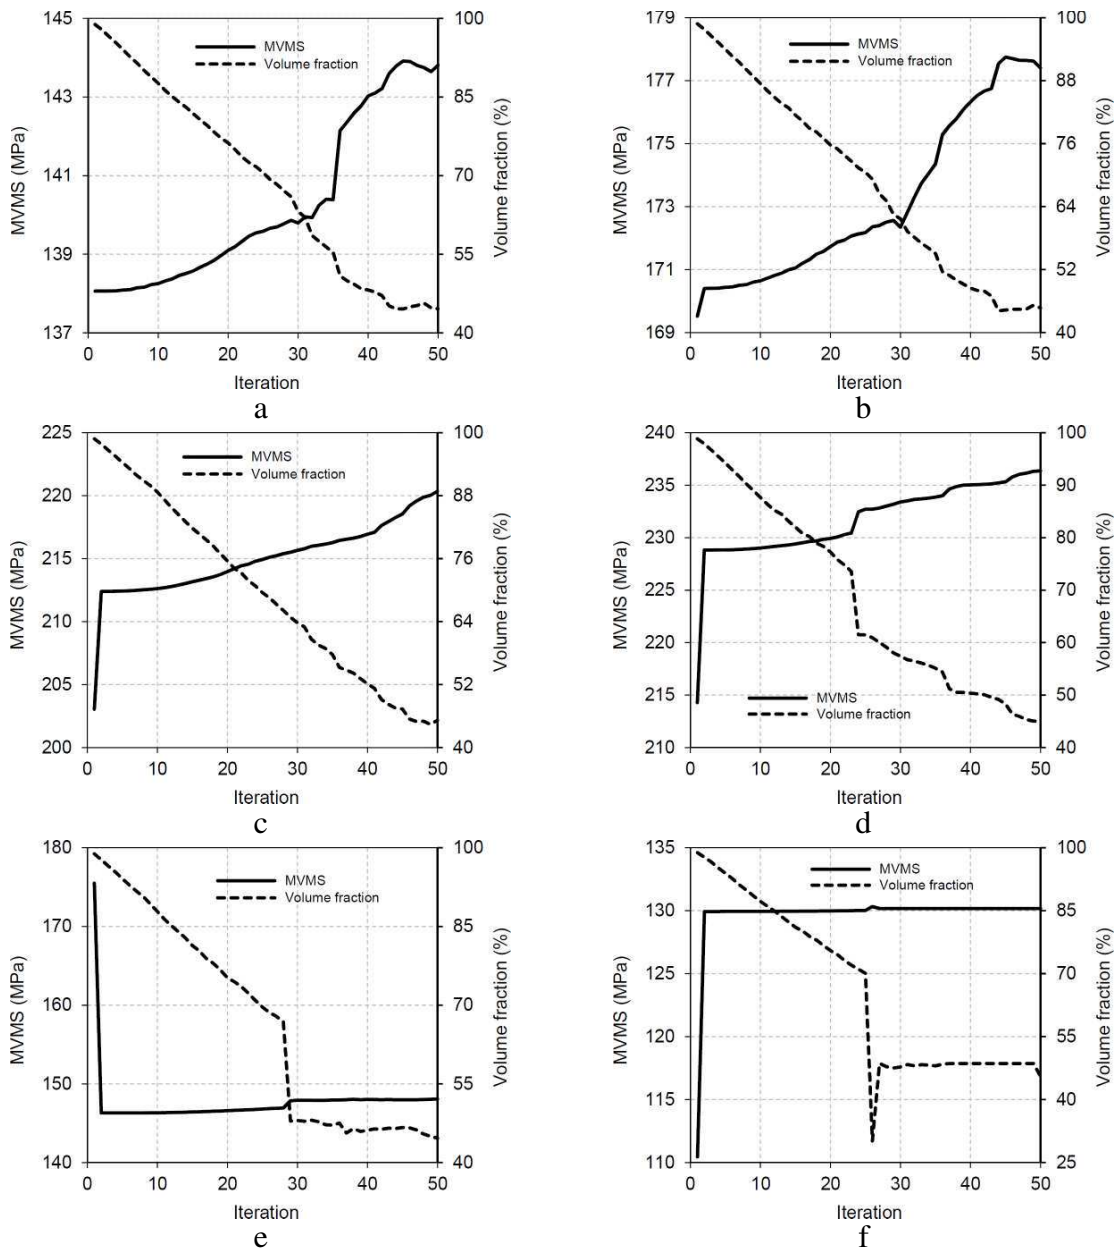 145
143
141
139
137
MVMS (MPa)
MVMS
Volume fraction
100
85
70
55
40
Volume fraction (%)
0 10 20 30 40 50
Iteration
a
179
177
175
173
171
169
MVMS (MPa)
MVMS
Volume fraction
100
88
76
64
52
40
Volume fraction (%)
0 10 20 30 40 50
Iteration
b
225
220
215
210
205
200
MVMS (MPa)
MVMS
Volume fraction
100
88
76
64
52
40
Volume fraction (%)
0 10 20 30 40 50
Iteration
c
240
235
230
225
220
215
210
MVMS (MPa)
MVMS
Volume fraction
100
90
80
70
60
50
40
Volume fraction (%)
0 10 20 30 40 50
Iteration
d
180
170
160
150
140
MVMS (MPa)
MVMS
Volume fraction
100
85
70
55
40
Volume fraction (%)
0 10 20 30 40 50
Iteration
e
135
130
125
120
115
110
MVMS (MPa)
MVMS
Volume fraction
100
85
70
55
40
25
Volume fraction (%)
0 10 20 30 40 50
Iteration
f